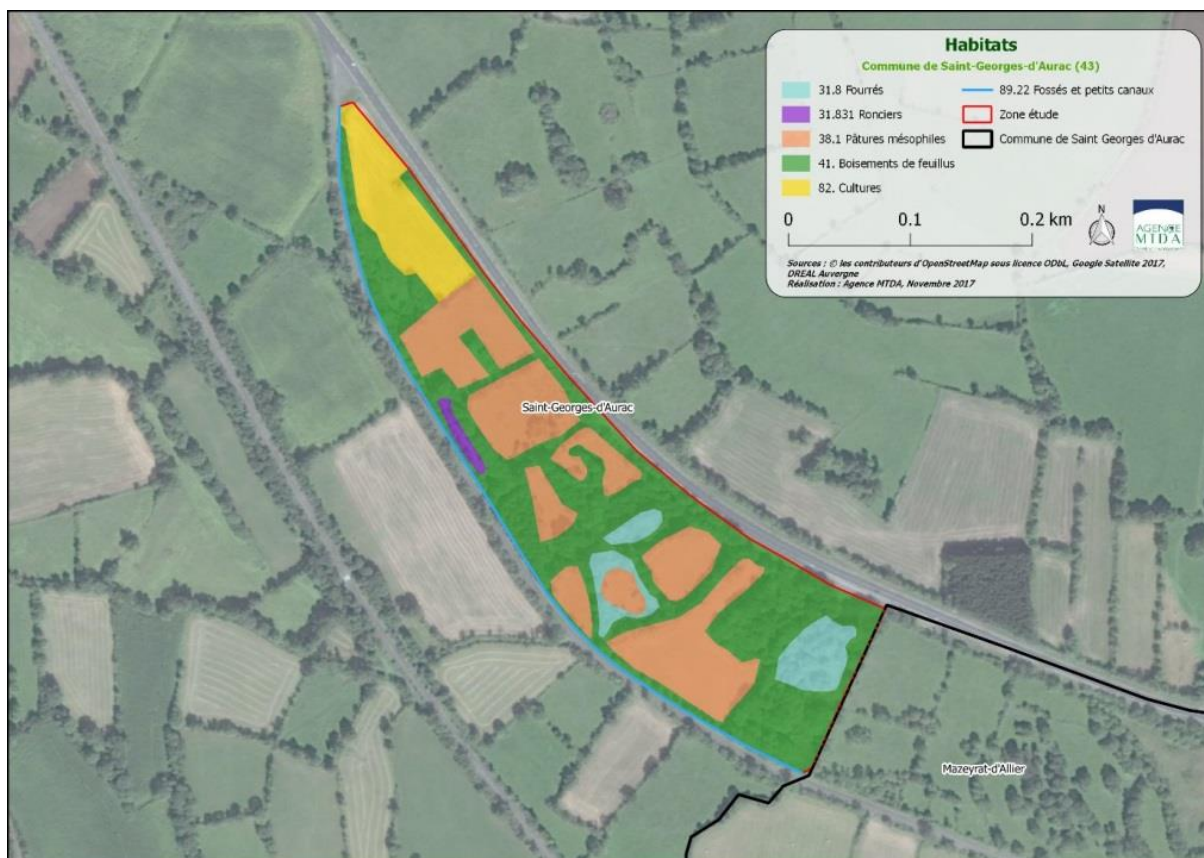 Habitats
Commune de Saint-Georges-d'Aurac (43)
31.8 Fourrés
31.831 Ronciers
38.1 Pâtures mésophiles
41. Boisements de feuillus
82. Cultures
89.22 Fossés et petits canaux
Zone étude
Commune de Saint Georges d'Aurac
0 0.1 0.2 km
N
AGENCE
MTDA
Sources : © les contributeurs d'OpenStreetMap sous licence ODbL, Google Satellite 2017,
DREAL Auvergne
Réalisation : Agence MTDA, Novembre 2017
Saint-Georges-d'Aurac
Mazeyrat-d'Allier